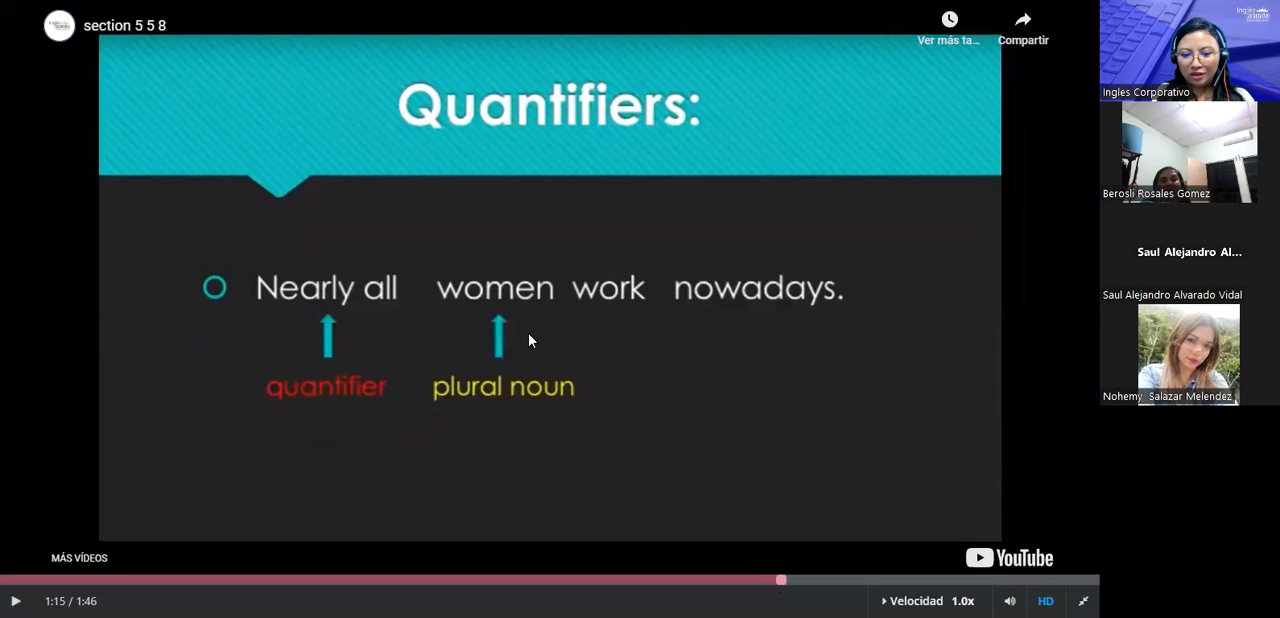 section 5 5 8
Ver más ta...
Compartir
Quantifiers:
Nearly all women work nowadays.
quantifier plural noun
MÁS VÍDEOS
YouTube
1:15 / 1:46
Velocidad 1.0x
HD
Ingles Corporativo
Berosli Rosales Gomez
Saul Alejandro Al...
Saul Alejandro Alvarado Vidal
Nohemy Salazar Melendez